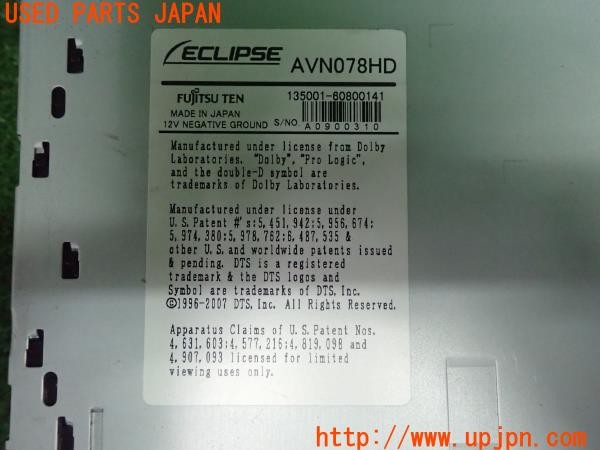 USED PARTS JAPAN
ECLIPSE AVN078HD
FUJITSU TEN 135001-60800141
MADE IN JAPAN
12V NEGATIVE GROUND S/NO. A0900310
Manufactured under license from Dolby
Laboratories. "Dolby", "Pro Logic",
and the double-D symbol are
trademarks of Dolby Laboratories.
Manufactured under license under
U.S. Patent #'s:5,451,942;5,956,674;
5,974,380;5,978,762;6,487,535 &
other U.S. and worldwide patents issued
& pending. DTS is a registered
trademark & the DTS logos and
Symbol are trademarks of DTS, Inc.
©1996-2007 DTS, Inc. All Rights Reserved.
Apparatus Claims of U.S. Patent Nos.
4,631,603;4,577,216;4,819,098 and
4,907,093 licensed for limited
viewing uses only.
Yahoo!店
http://www.upjpn.com/